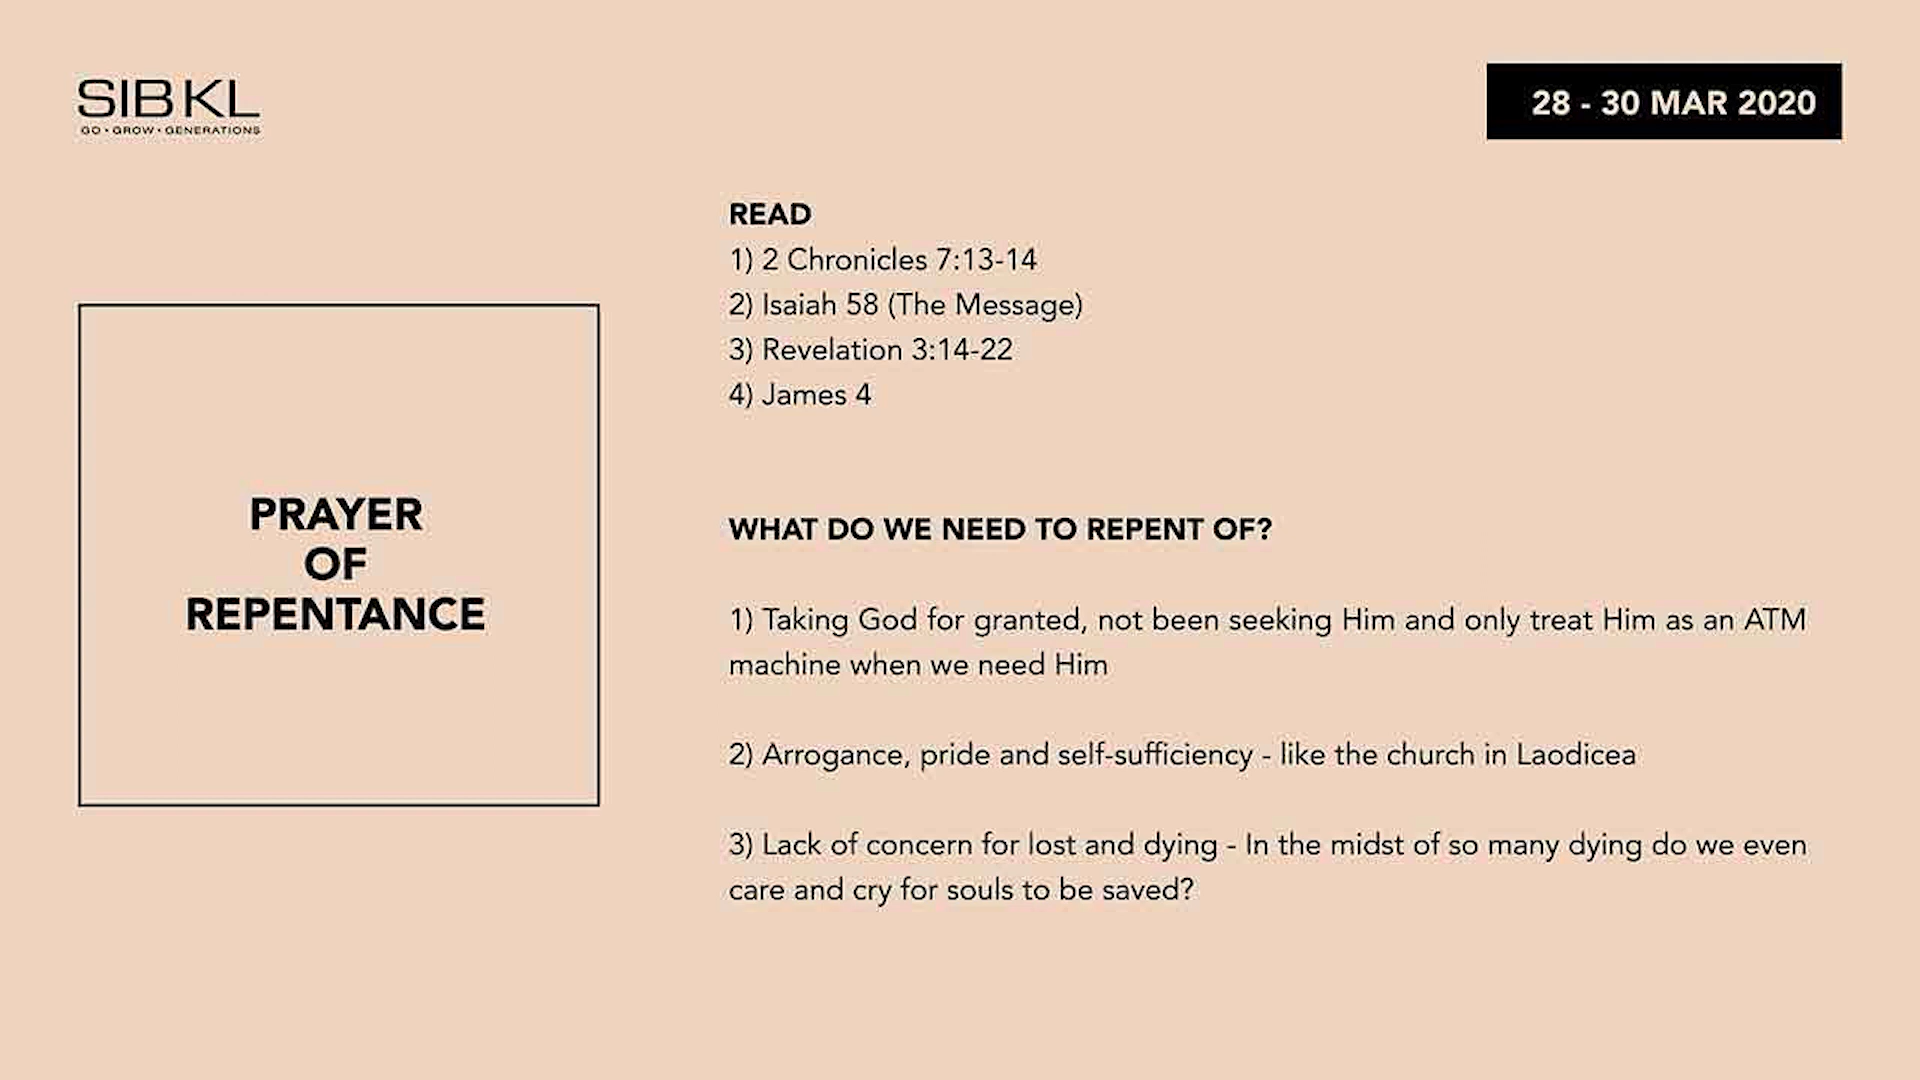 SIBKL
GO • GROW • GENERATIONS
28 - 30 MAR 2020
PRAYER
OF
REPENTANCE
READ
1) 2 Chronicles 7:13-14
2) Isaiah 58 (The Message)
3) Revelation 3:14-22
4) James 4
WHAT DO WE NEED TO REPENT OF?
1) Taking God for granted, not been seeking Him and only treat Him as an ATM
machine when we need Him
2) Arrogance, pride and self-sufficiency - like the church in Laodicea
3) Lack of concern for lost and dying - In the midst of so many dying do we even
care and cry for souls to be saved?